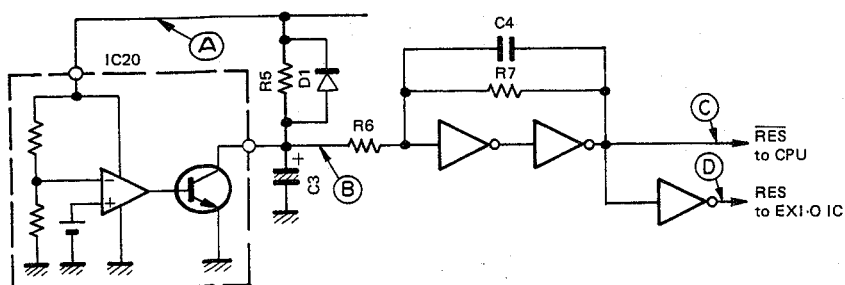 A
IC20
R5
D1
C4
R7
R6
+
C3
B
C
D
RES
to CPU
RES
to EXI·O IC
−
+